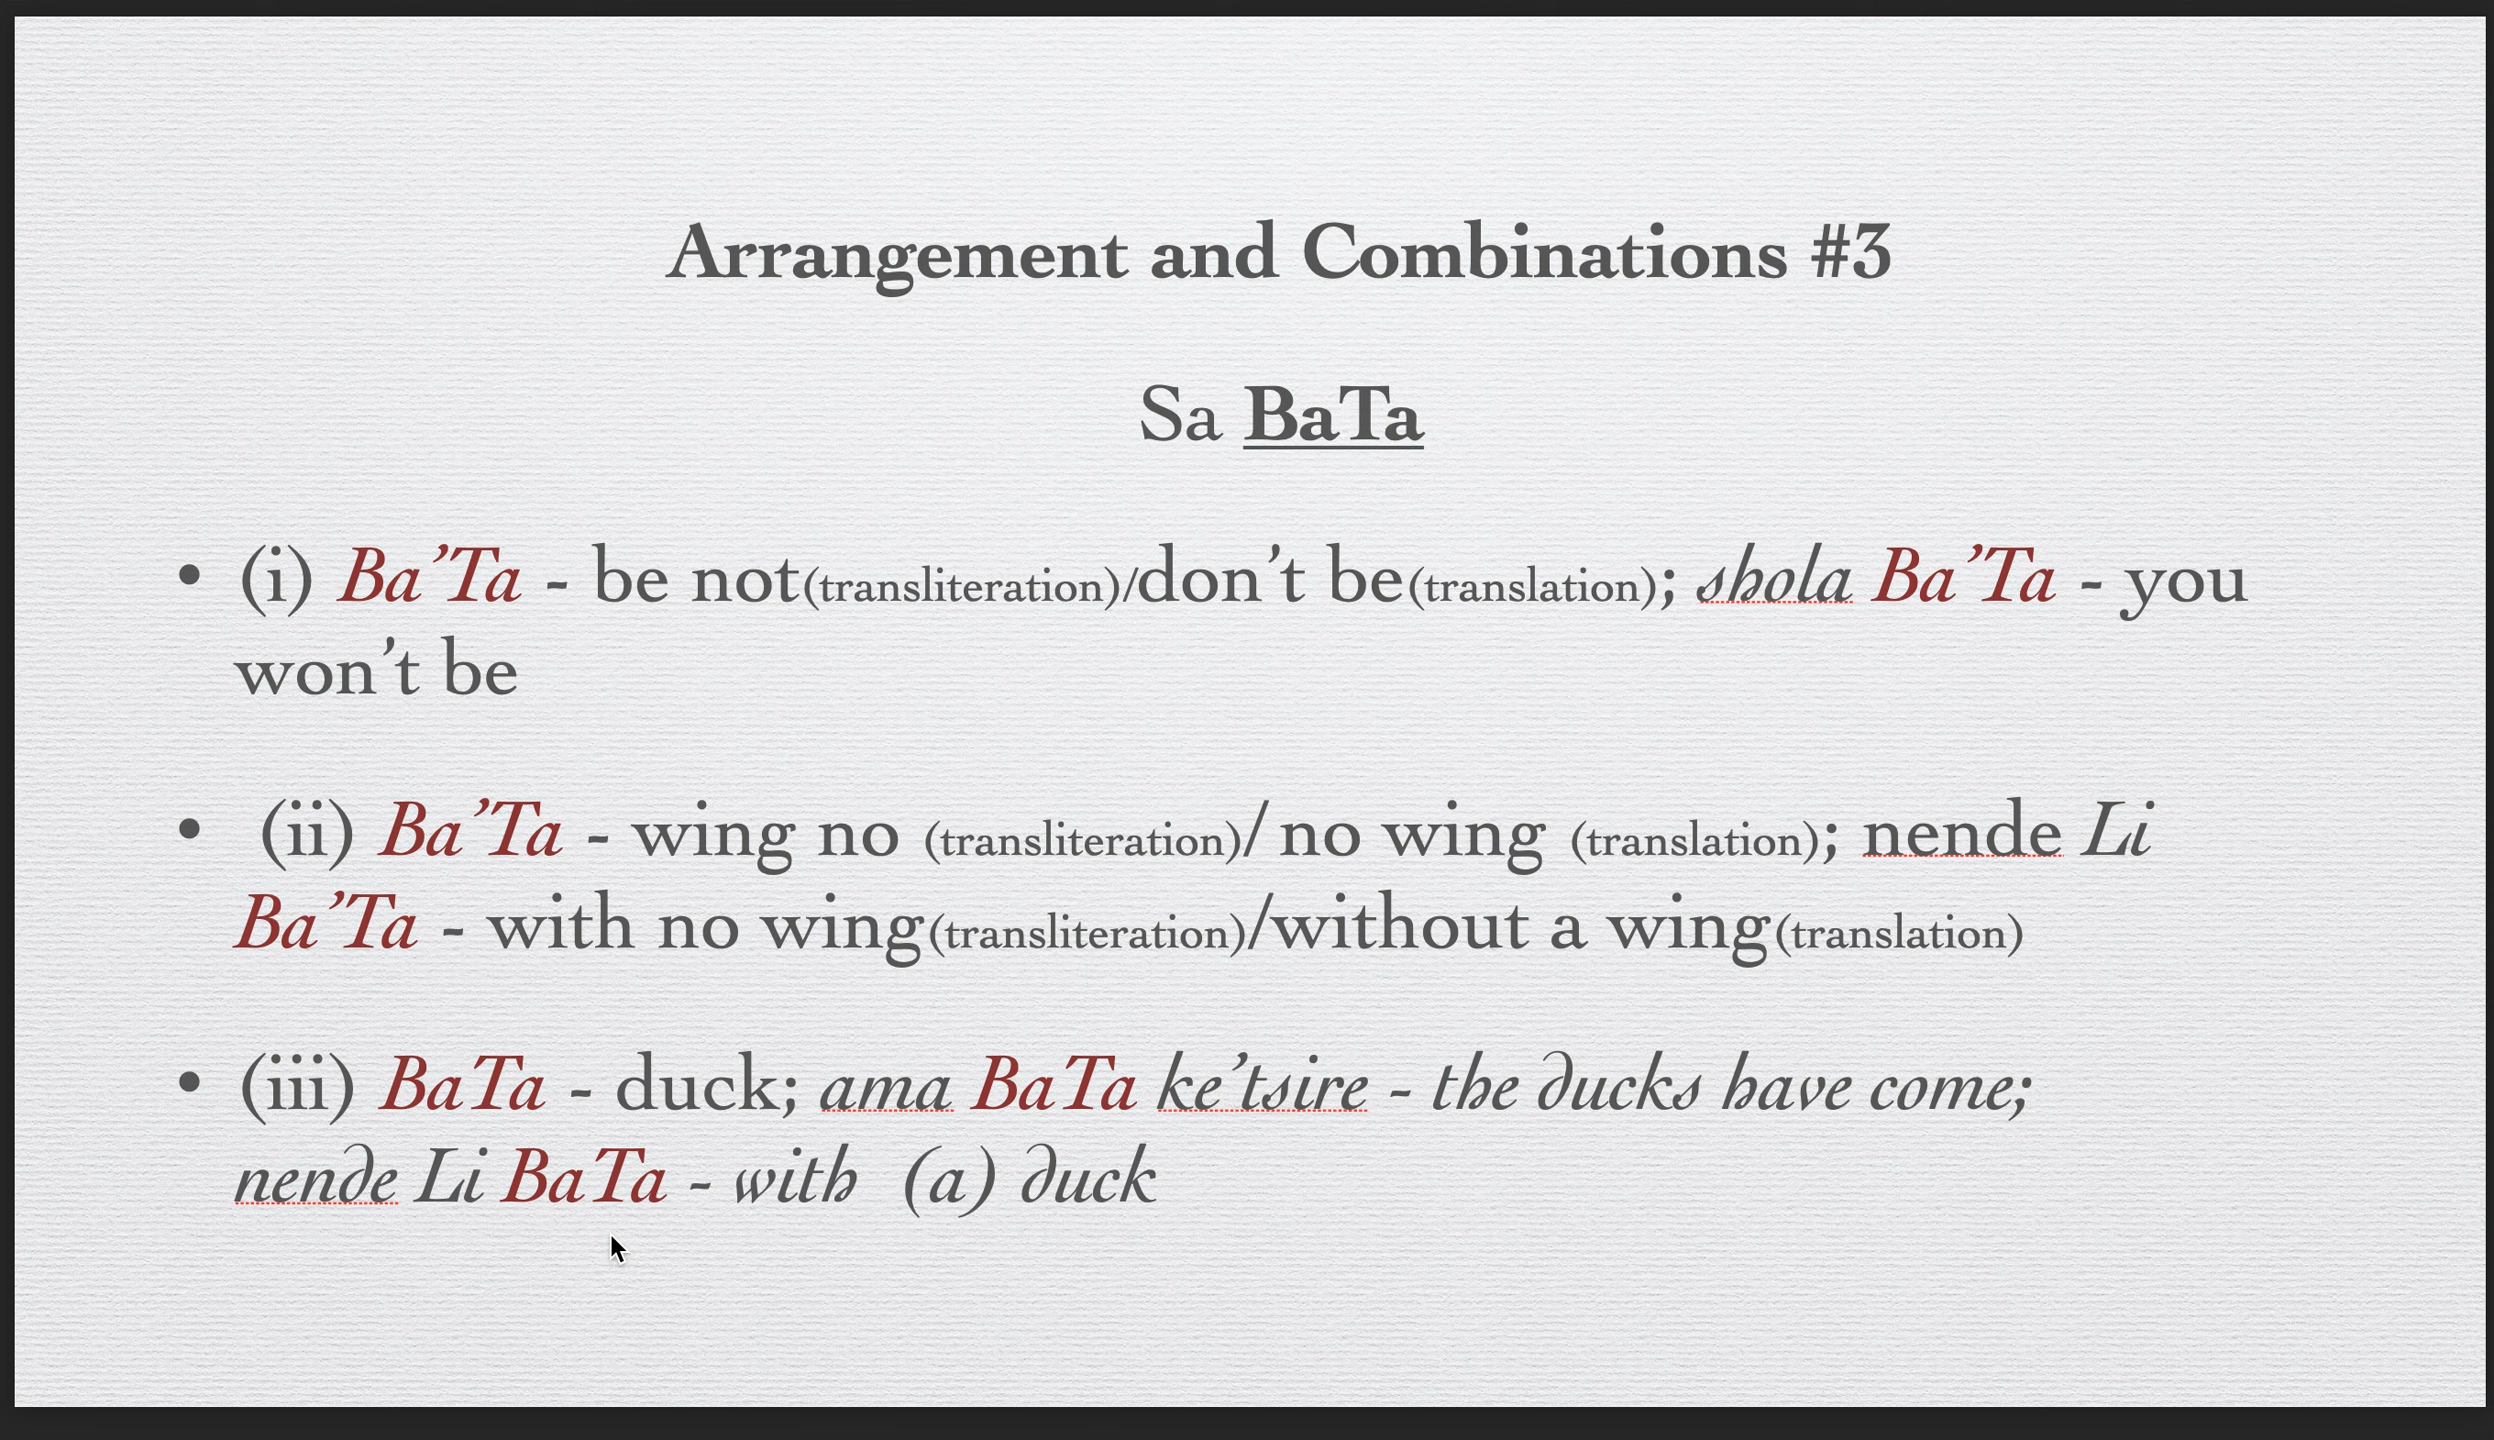 Arrangement and Combinations #3
Sa BaTa
• (i) Ba’Ta - be not(transliteration)/don’t be(translation); shola Ba’Ta - you
won’t be
• (ii) Ba’Ta - wing no (transliteration)/ no wing (translation); nende Li
Ba’Ta - with no wing(transliteration)/without a wing(translation)
• (iii) BaTa - duck; ama BaTa ke’tsire - the ducks have come;
nende Li BaTa - with (a) duck